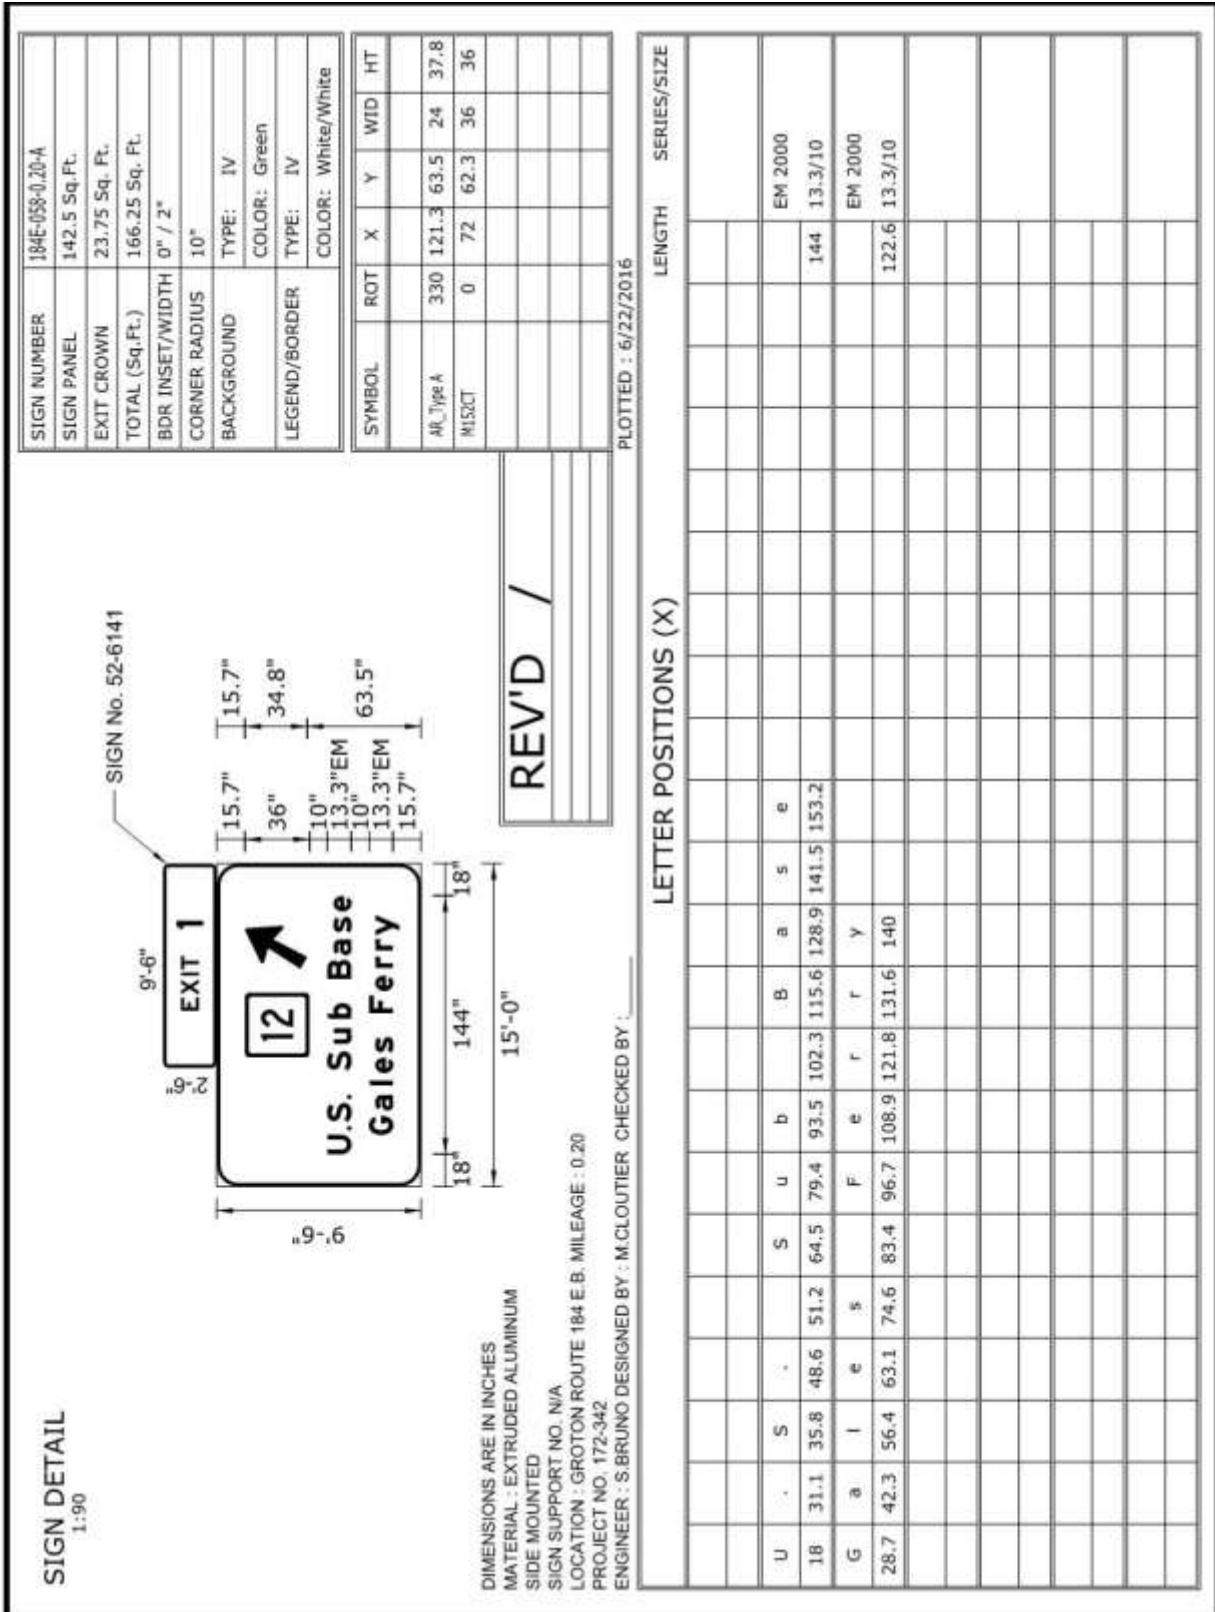 SIGN DETAIL
1:90
SIGN No. 52-6141
9'-6"
2'-6"
EXIT 1
12
U.S. Sub Base
Gales Ferry
9'-6"
15.7"
36"
10"
13.3"EM
10"
13.3"EM
15.7"
15.7"
34.8"
63.5"
18" 144" 18"
15'-0"
SIGN NUMBER 184E-058-0.20-A
SIGN PANEL 142.5 Sq.Ft.
EXIT CROWN 23.75 Sq. Ft.
TOTAL (Sq.Ft.) 166.25 Sq. Ft.
BDR INSET/WIDTH 0" / 2"
CORNER RADIUS 10"
BACKGROUND TYPE: IV
COLOR: Green
LEGEND/BORDER TYPE: IV
COLOR: White/White
SYMBOL ROT X Y WID HT
AR_Type A 330 121.3 63.5 24 37.8
M152CT 0 72 62.3 36 36
REV'D /
DIMENSIONS ARE IN INCHES
MATERIAL : EXTRUDED ALUMINUM
SIDE MOUNTED
SIGN SUPPORT NO. N/A
LOCATION : GROTON ROUTE 184 E.B. MILEAGE : 0.20
PROJECT NO. 172-342
ENGINEER : S.BRUNO DESIGNED BY : M.CLOUTIER CHECKED BY :
PLOTTED : 6/22/2016
LETTER POSITIONS (X) LENGTH SERIES/SIZE
U . S . S u b B a s e EM 2000
18 31.1 35.8 48.6 51.2 64.5 79.4 93.5 102.3 115.6 128.9 141.5 153.2 144 13.3/10
G a l e s F e r r y EM 2000
28.7 42.3 56.4 63.1 74.6 83.4 96.7 108.9 121.8 131.6 140 122.6 13.3/10